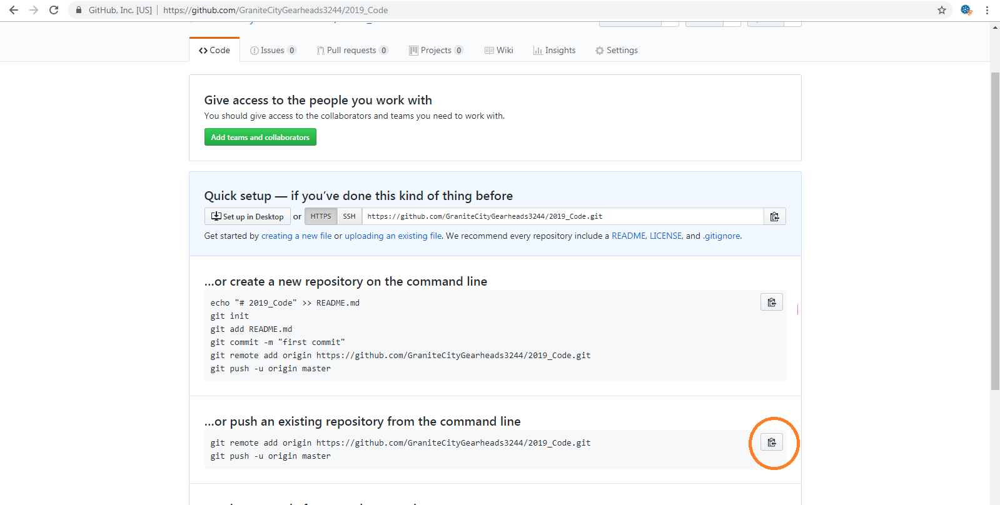 GitHub, Inc. [US] https://github.com/GraniteCityGearheads3244/2019_Code
Code Issues 0 Pull requests 0 Projects 0 Wiki Insights Settings
Give access to the people you work with
You should give access to the collaborators and teams you need to work with.
Add teams and collaborators
Quick setup — if you’ve done this kind of thing before
Set up in Desktop or HTTPS SSH https://github.com/GraniteCityGearheads3244/2019_Code.git
Get started by creating a new file or uploading an existing file. We recommend every repository include a README, LICENSE, and .gitignore.
…or create a new repository on the command line
echo "# 2019_Code" >> README.md
git init
git add README.md
git commit -m "first commit"
git remote add origin https://github.com/GraniteCityGearheads3244/2019_Code.git
git push -u origin master
…or push an existing repository from the command line
git remote add origin https://github.com/GraniteCityGearheads3244/2019_Code.git
git push -u origin master